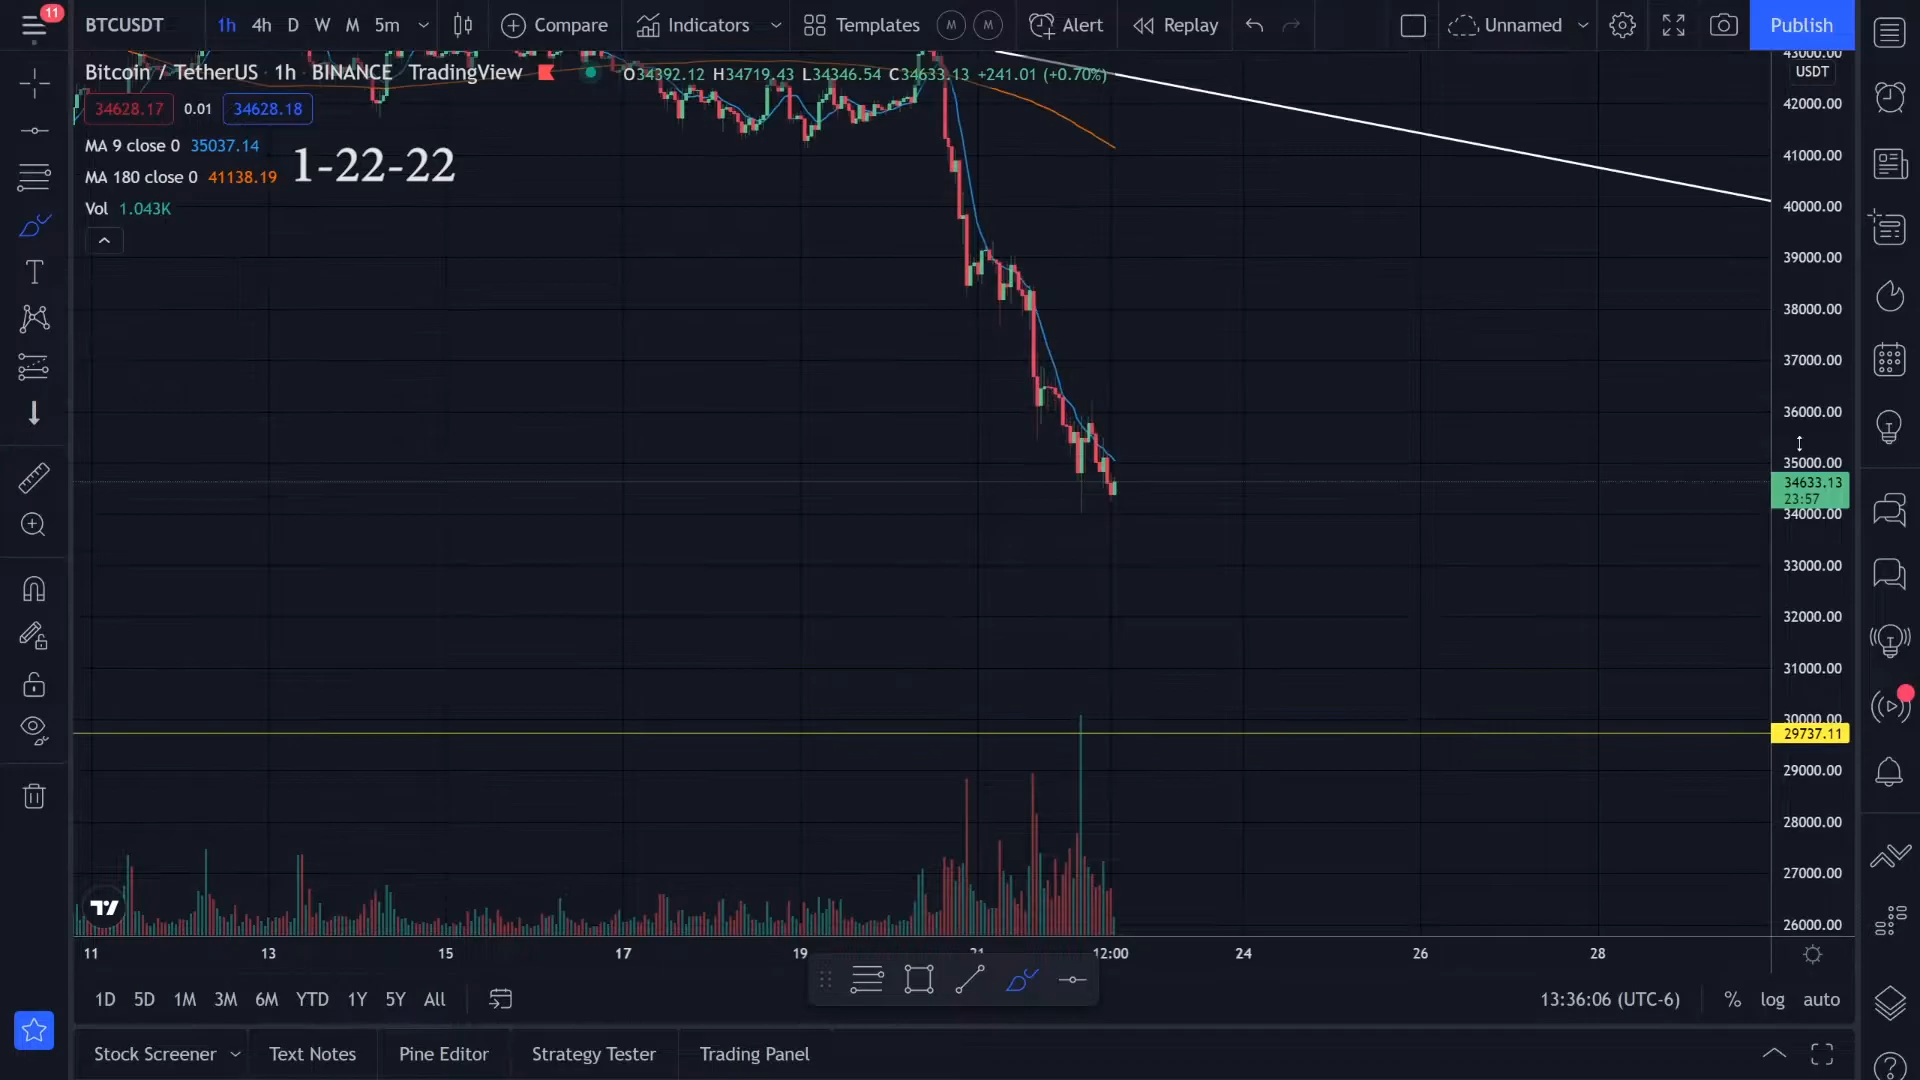 11
BTCUSDT 1h 4h D W M 5m Compare Indicators Templates M M Alert Replay Unnamed Publish
Bitcoin / TetherUS 1h BINANCE TradingView O34392.12 H34719.43 L34346.54 C34633.13 +241.01 (+0.70%)
34628.17 0.01 34628.18
MA 9 close 0 35037.14
MA 180 close 0 41138.19
1-22-22
Vol 1.043K
43000.00
USDT
42000.00
41000.00
40000.00
39000.00
38000.00
37000.00
36000.00
35000.00
34633.13
23:57
34000.00
33000.00
32000.00
31000.00
30000.00
29737.11
29000.00
28000.00
27000.00
26000.00
11 13 15 17 19 21 12:00 24 26 28
1D 5D 1M 3M 6M YTD 1Y 5Y All 13:36:06 (UTC-6) % log auto
Stock Screener Text Notes Pine Editor Strategy Tester Trading Panel